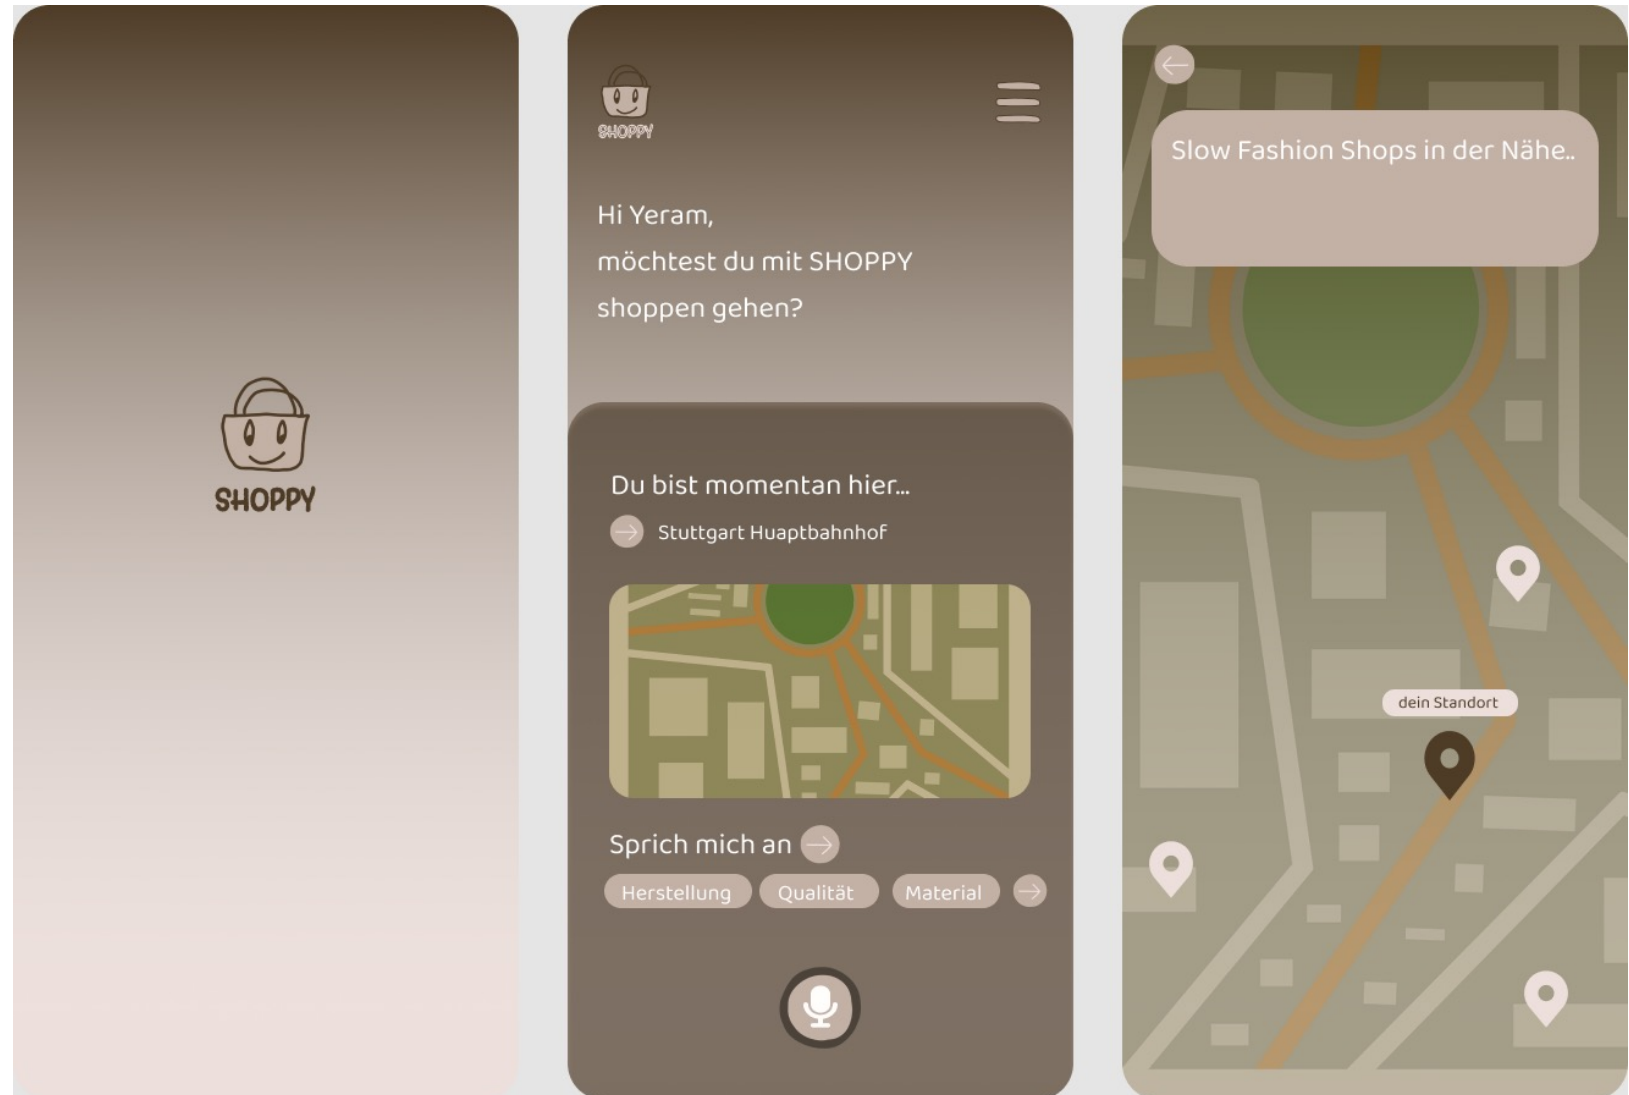 SHOPPY
SHOPPY
Hi Yeram,
möchtest du mit SHOPPY
shoppen gehen?
Du bist momentan hier...
Stuttgart Huaptbahnhof
Sprich mich an
Herstellung Qualität Material
Slow Fashion Shops in der Nähe..
dein Standort